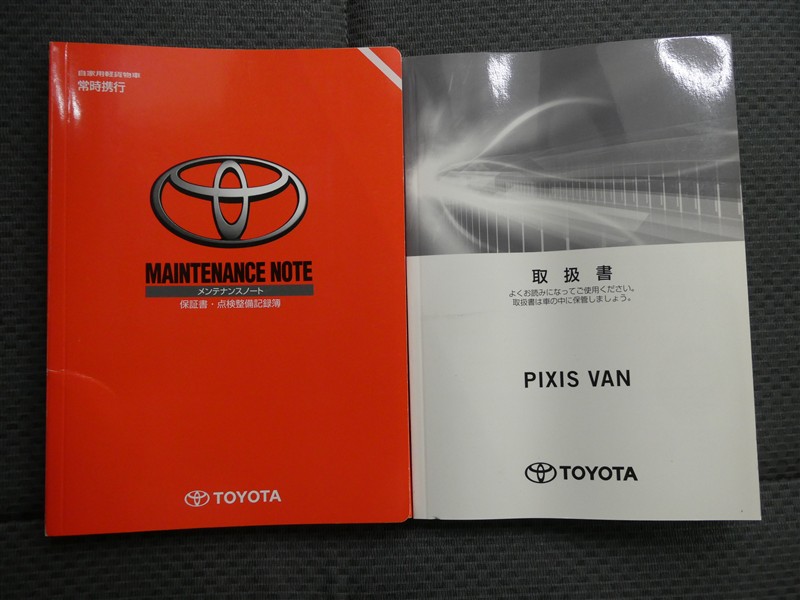 自家用軽貨物車
常時携行
MAINTENANCE NOTE
メンテナンスノート
保証書・点検整備記録簿
TOYOTA
取扱書
よくお読みになってご使用ください。
取扱書は車の中に保管しましょう。
PIXIS VAN
TOYOTA